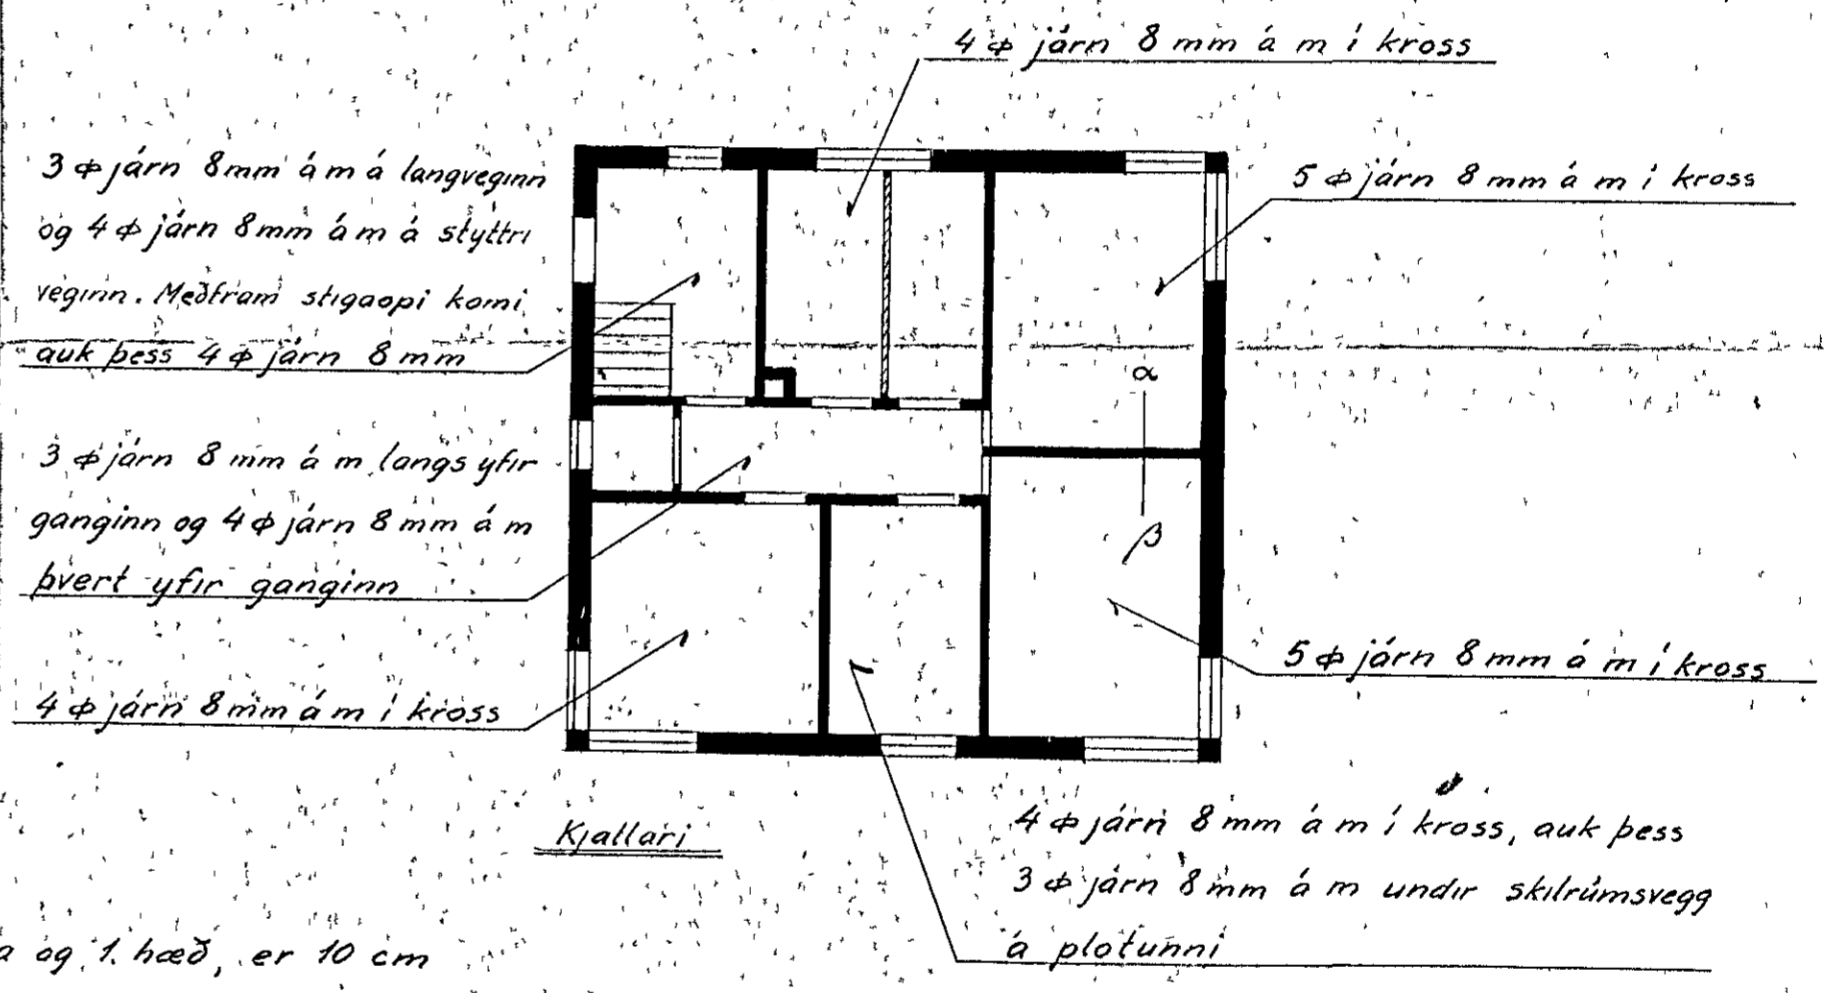 4 ⌀ járn 8 mm á m í kross
3 ⌀ járn 8mm á m á langveginn
og 4 ⌀ járn 8mm á m á styttri
veginn. Meðfram stigaopi komi
auk þess 4 ⌀ járn 8 mm
5 ⌀ járn 8 mm á m í kross
α
3 ⌀ járn 8 mm á m langs yfir
ganginn og 4 ⌀ járn 8 mm á m
þvert yfir ganginn
β
5 ⌀ járn 8 mm á m í kross
4 ⌀ járn 8 mm á m í kross
Kjallari
4 ⌀ járn 8 mm á m í kross, auk þess
3 ⌀ járn 8 mm á m undir skilrúmsvegg
á plötunni
a og 1. hæð, er 10 cm